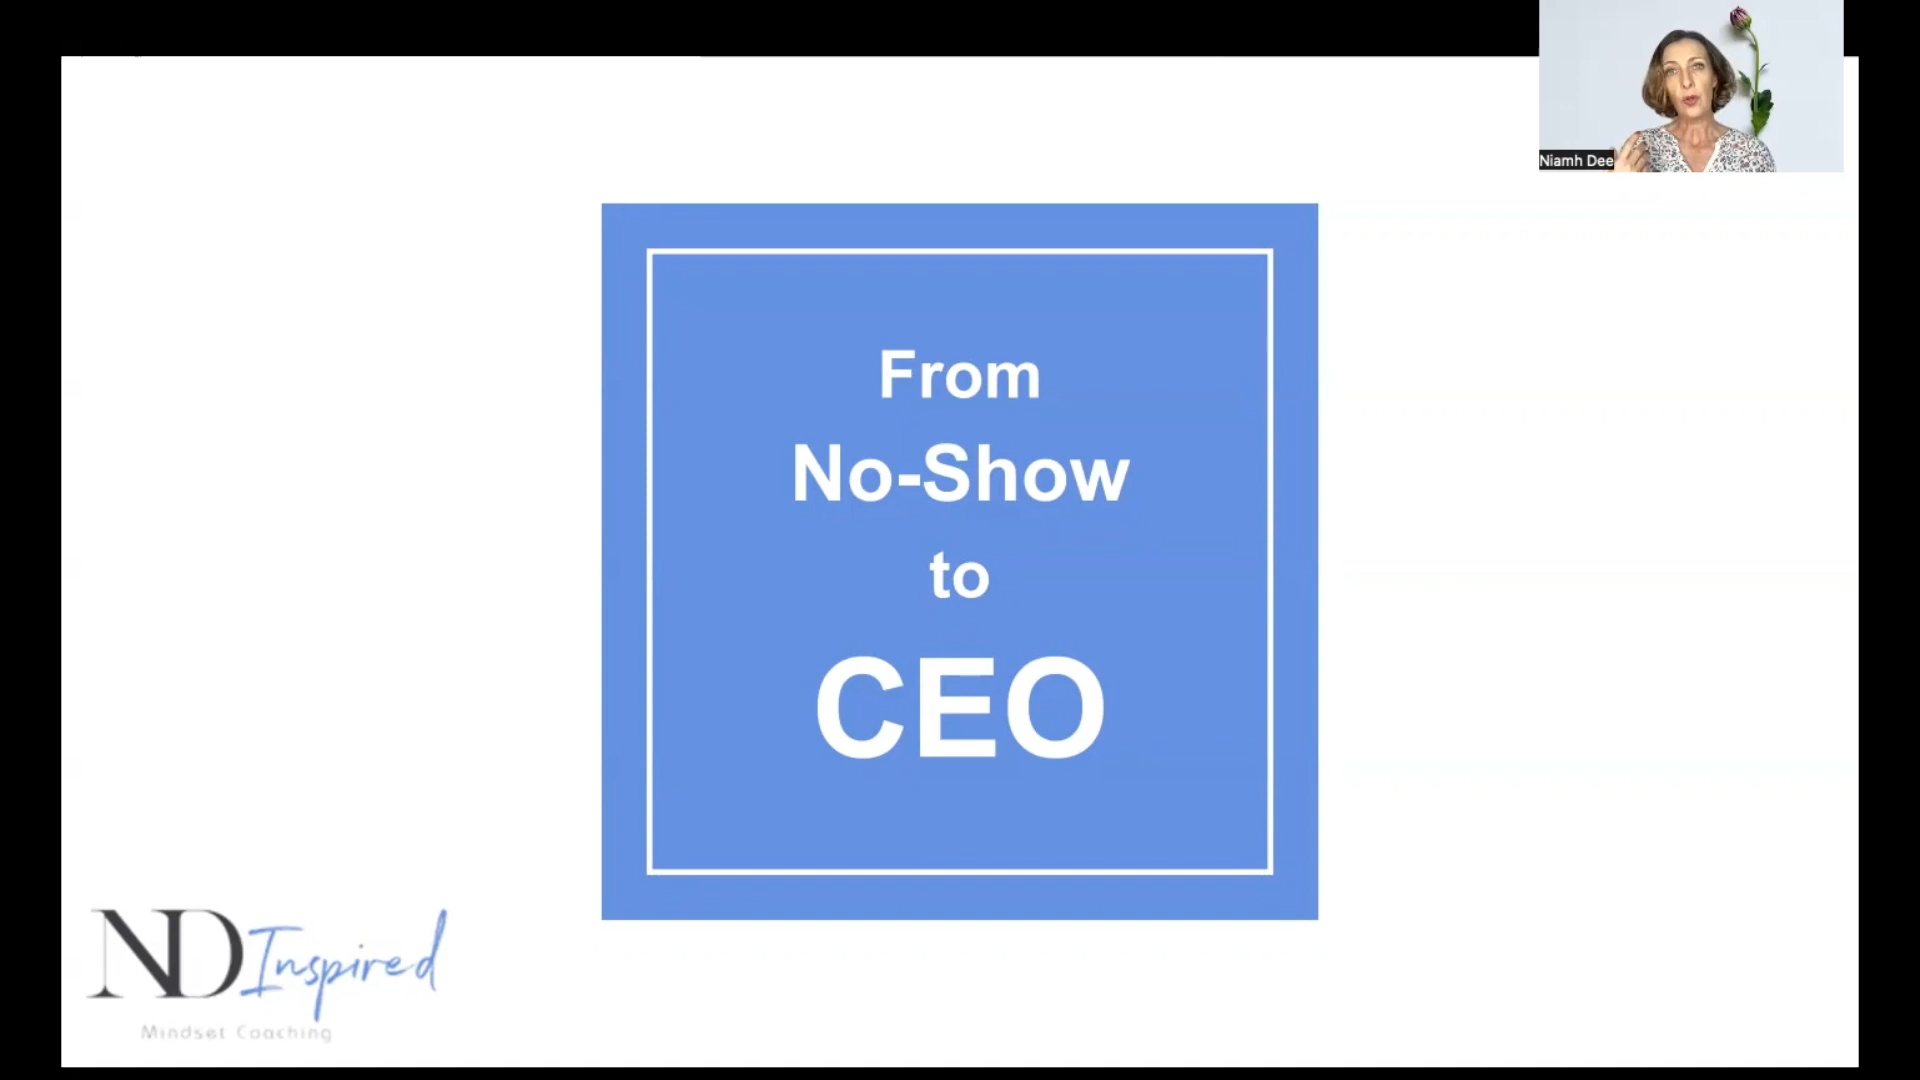 Niamh Dee
From
No-Show
to
CEO
ND Inspired
Mindset Coaching